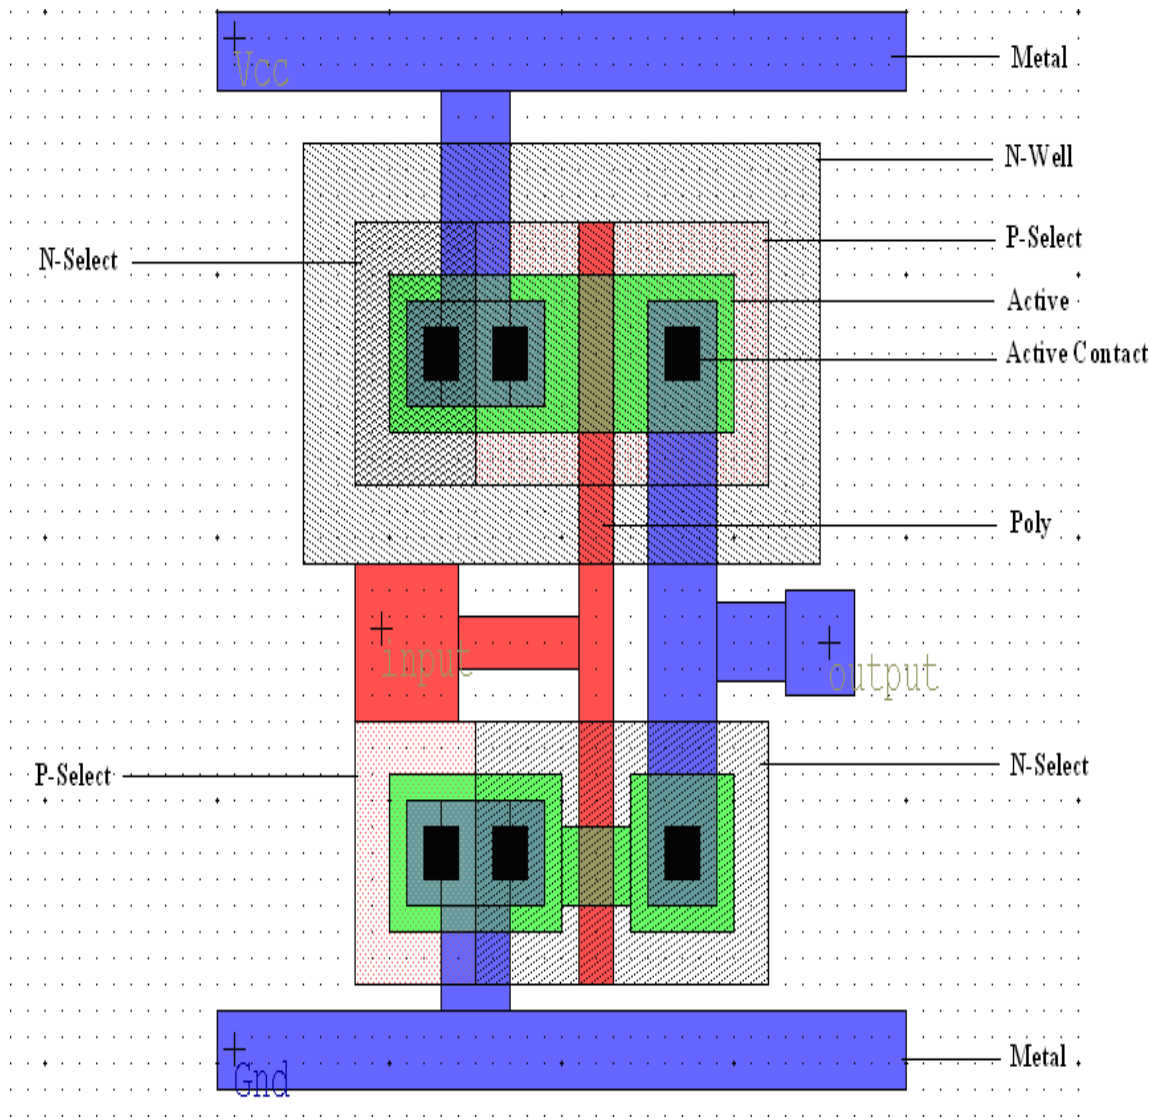 Vcc
Metal
N-Well
P-Select
N-Select
Active
Active Contact
Poly
input
output
P-Select
N-Select
Gnd
Metal